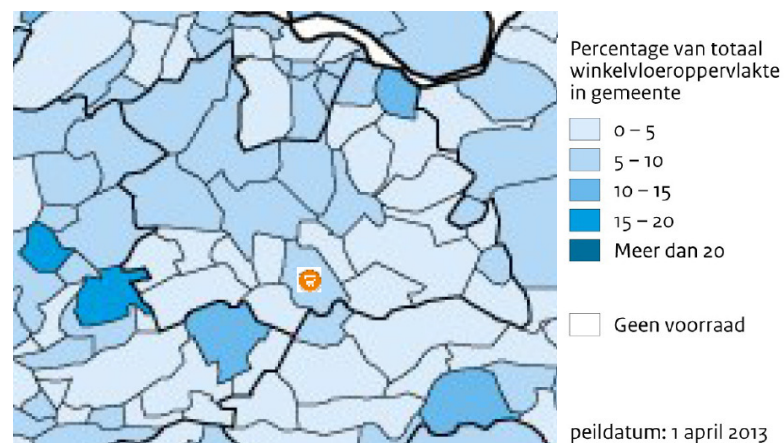 Percentage van totaal
winkelvloeroppervlakte
in gemeente
0 – 5
5 – 10
10 – 15
15 – 20
Meer dan 20
Geen voorraad
peildatum: 1 april 2013